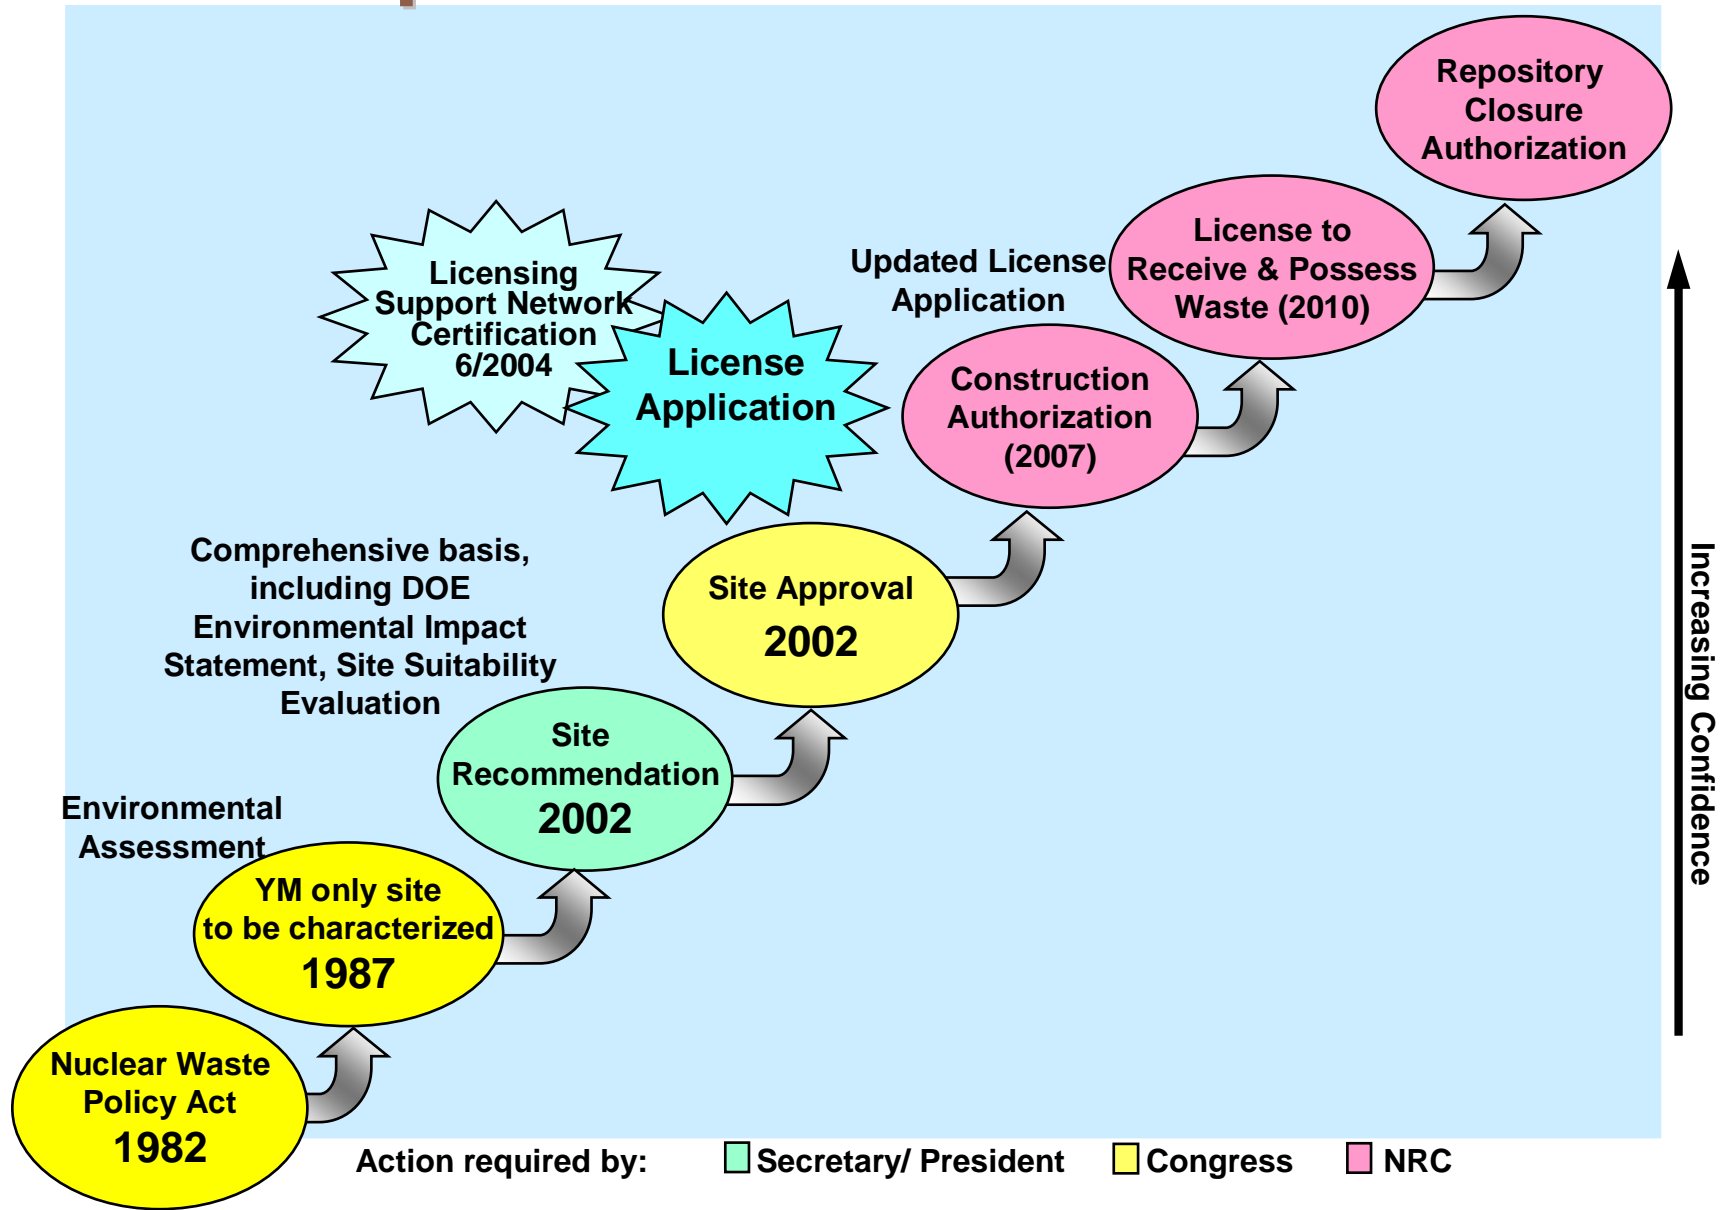 Repository
Closure
Authorization
License to
Receive & Possess
Waste (2010)
Updated License
Application
Licensing
Support Network
Certification
6/2004
License
Application
Construction
Authorization
(2007)
Comprehensive basis,
including DOE
Environmental Impact
Statement, Site Suitability
Evaluation
Site Approval
2002
Site
Recommendation
2002
Environmental
Assessment
YM only site
to be characterized
1987
Nuclear Waste
Policy Act
1982
Increasing Confidence
Action required by: Secretary/ President Congress NRC